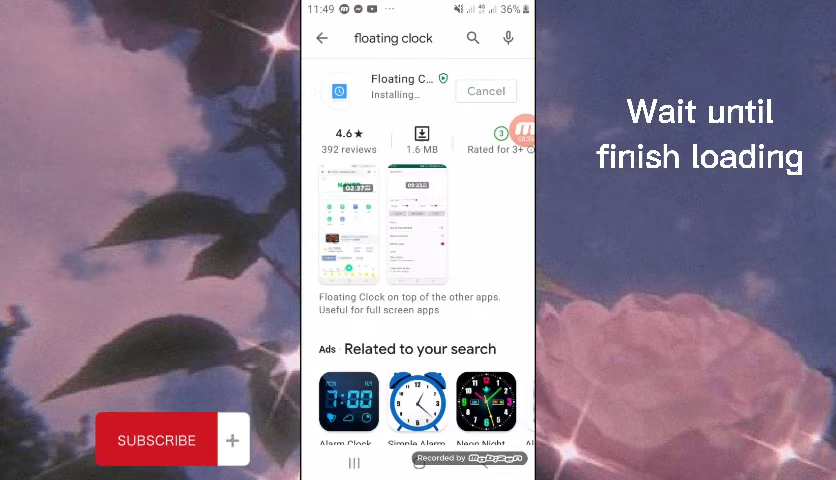 11:49
36%
floating clock
Floating C...
Installing...
Cancel
4.6★
392 reviews
1.6 MB
3
Rated for 3+
Floating Clock on top of the other apps.
Useful for full screen apps
Ads · Related to your search
7:00
Alarm Clock
Simple Alarm
Neon Night
Recorded by Mobizen
Wait until
finish loading
SUBSCRIBE +